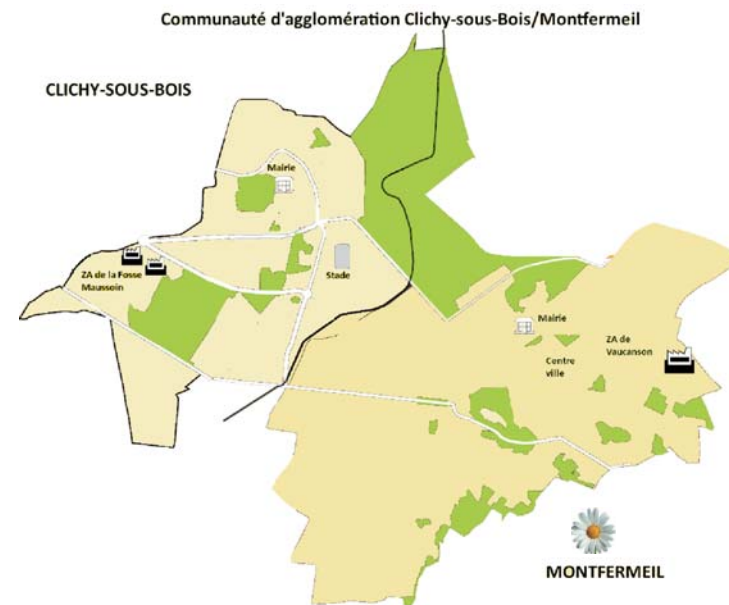 Communauté d'agglomération Clichy-sous-Bois/Montfermeil
CLICHY-SOUS-BOIS
Mairie
ZA de la Fosse
Maussoin
Stade
Mairie
Centre
ville
ZA de
Vaucanson
MONTFERMEIL